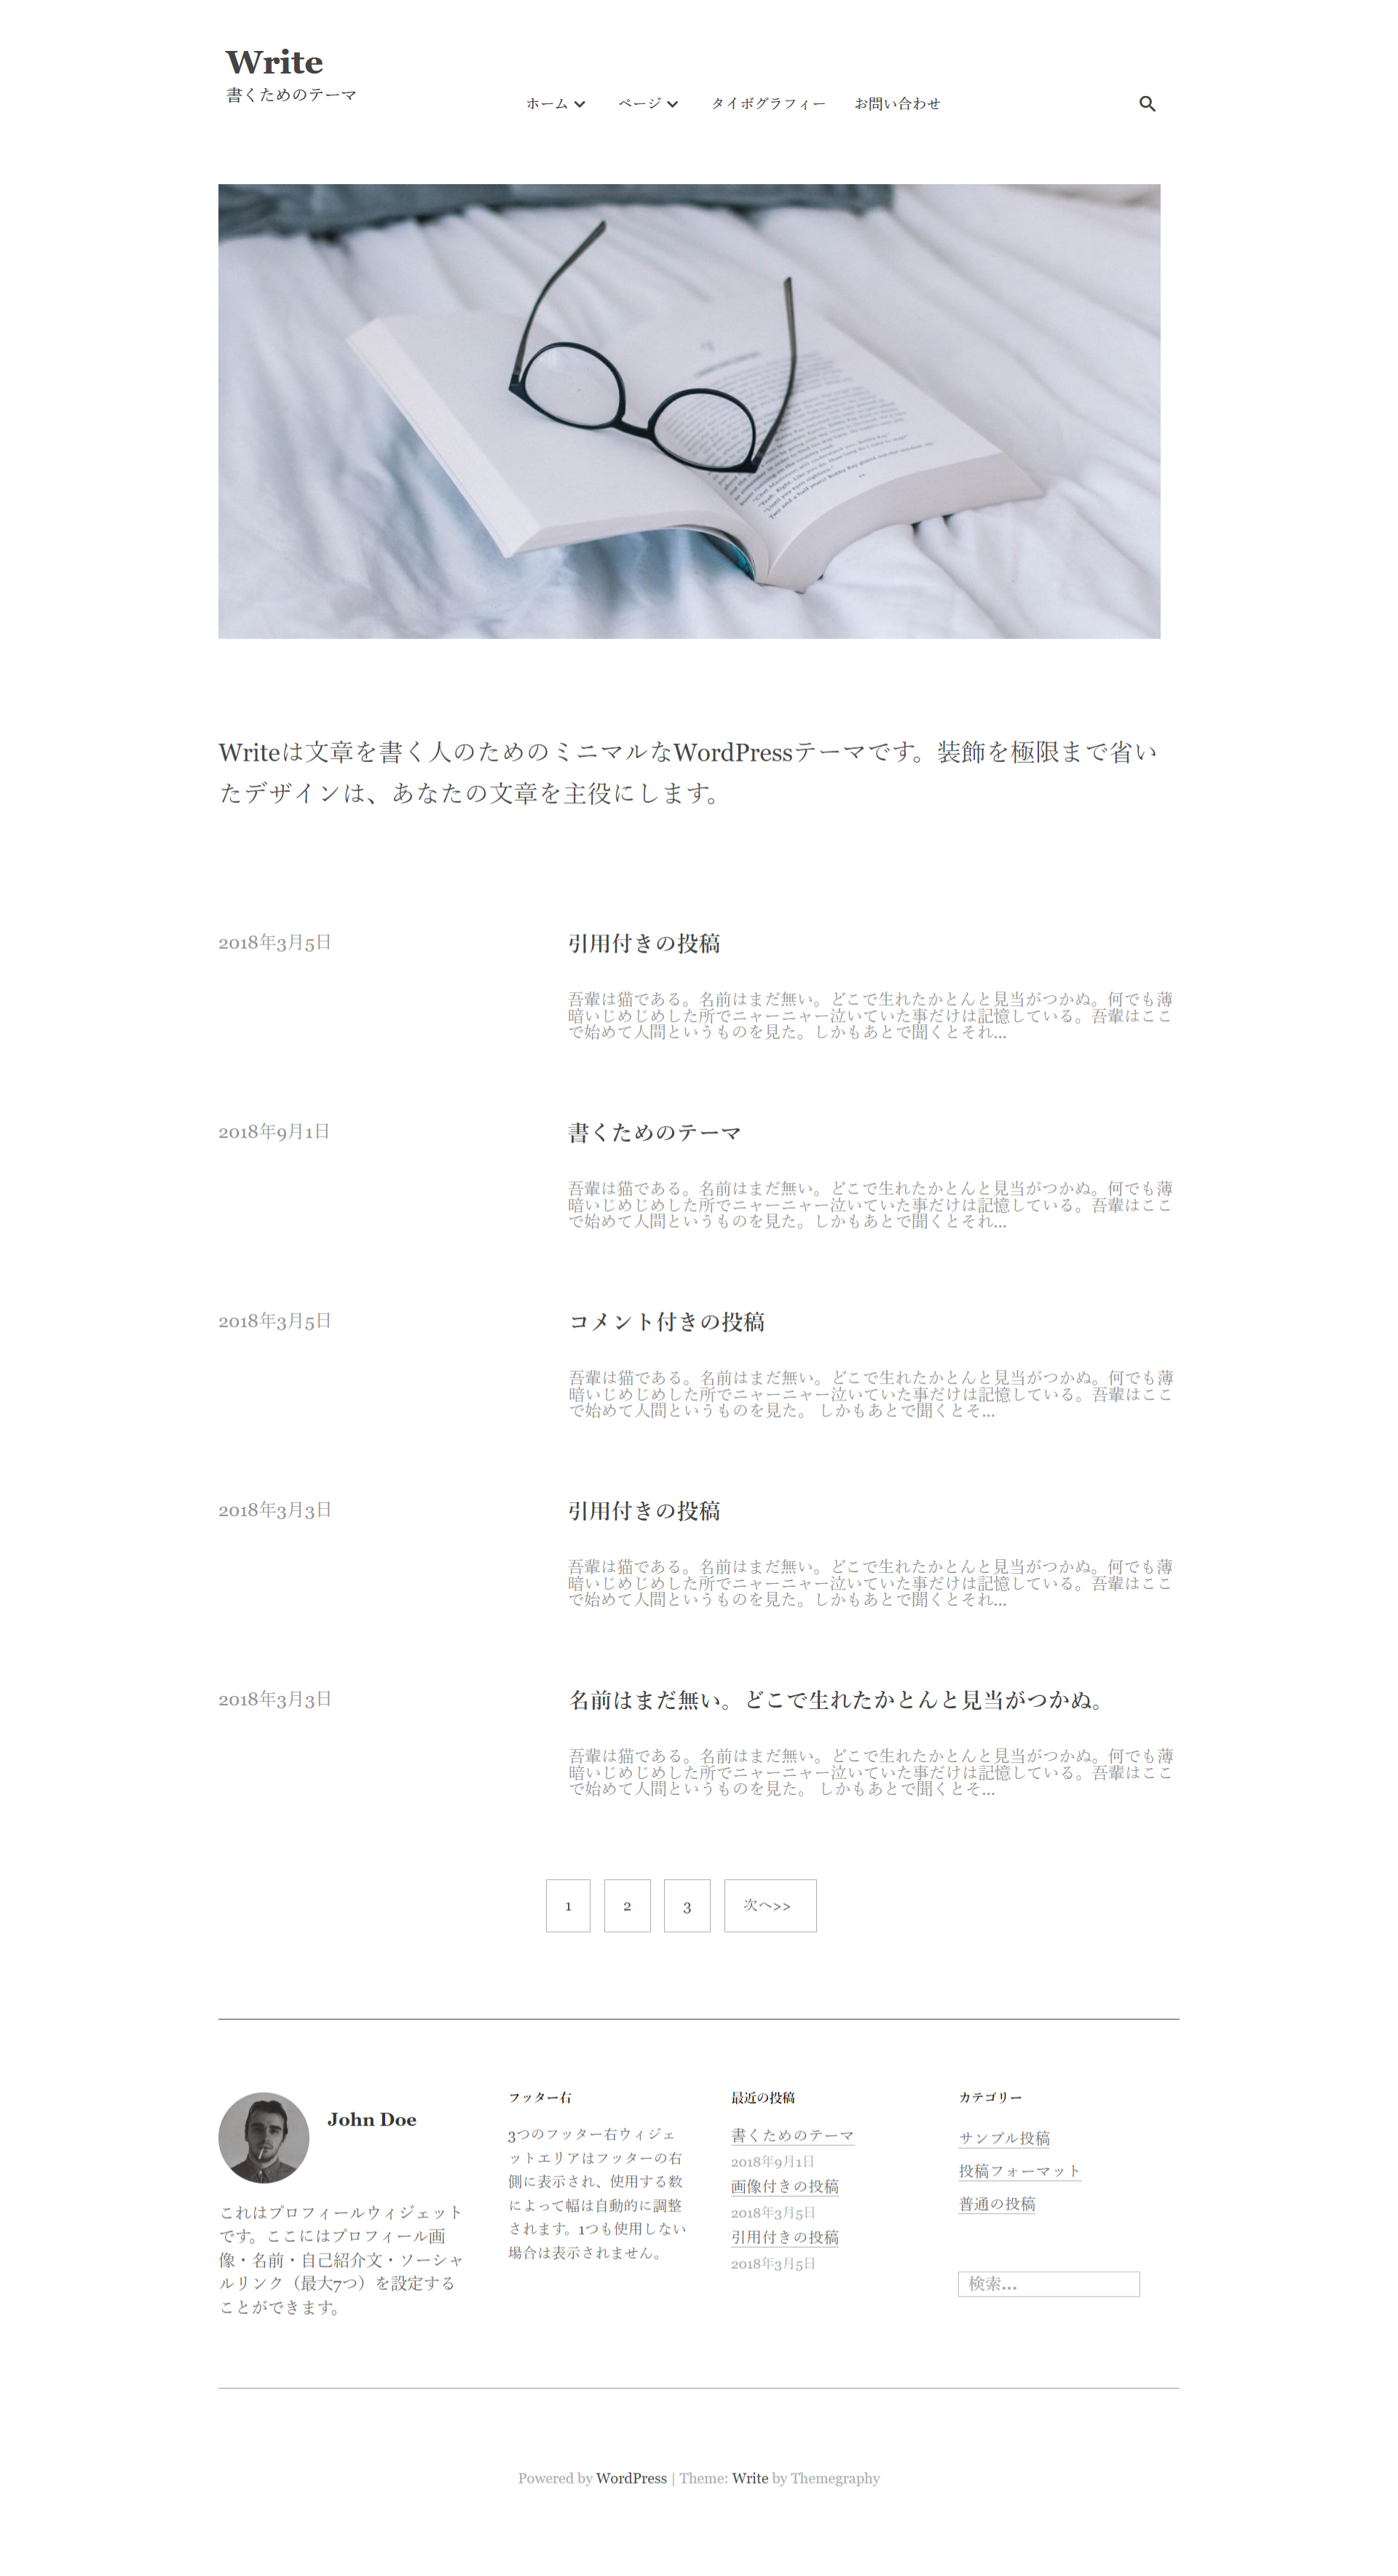 Write
書くためのテーマ
ホーム ページ タイポグラフィー お問い合わせ
Writeは文章を書く人のためのミニマルなWordPressテーマです。装飾を極限まで省い
たデザインは、あなたの文章を主役にします。
2018年3月5日
引用付きの投稿
吾輩は猫である。名前はまだ無い。どこで生れたかとんと見当がつかぬ。何でも薄
暗いじめじめした所でニャーニャー泣いていた事だけは記憶している。吾輩はここ
で始めて人間というものを見た。しかもあとで聞くとそれ...
2018年9月1日
書くためのテーマ
吾輩は猫である。名前はまだ無い。どこで生れたかとんと見当がつかぬ。何でも薄
暗いじめじめした所でニャーニャー泣いていた事だけは記憶している。吾輩はここ
で始めて人間というものを見た。しかもあとで聞くとそれ...
2018年3月5日
コメント付きの投稿
吾輩は猫である。名前はまだ無い。どこで生れたかとんと見当がつかぬ。何でも薄
暗いじめじめした所でニャーニャー泣いていた事だけは記憶している。吾輩はここ
で始めて人間というものを見た。 しかもあとで聞くとそ...
2018年3月3日
引用付きの投稿
吾輩は猫である。名前はまだ無い。どこで生れたかとんと見当がつかぬ。何でも薄
暗いじめじめした所でニャーニャー泣いていた事だけは記憶している。吾輩はここ
で始めて人間というものを見た。しかもあとで聞くとそれ...
2018年3月3日
名前はまだ無い。どこで生れたかとんと見当がつかぬ。
吾輩は猫である。名前はまだ無い。どこで生れたかとんと見当がつかぬ。何でも薄
暗いじめじめした所でニャーニャー泣いていた事だけは記憶している。吾輩はここ
で始めて人間というものを見た。 しかもあとで聞くとそ...
1 2 3 次へ>>
John Doe
これはプロフィールウィジェット
です。ここにはプロフィール画
像・名前・自己紹介文・ソーシャ
ルリンク（最大7つ）を設定する
ことができます。
フッター右
3つのフッター右ウィジェ
ットエリアはフッターの右
側に表示され、使用する数
によって幅は自動的に調整
されます。1つも使用しない
場合は表示されません。
最近の投稿
書くためのテーマ
2018年9月1日
画像付きの投稿
2018年3月5日
引用付きの投稿
2018年3月5日
カテゴリー
サンプル投稿
投稿フォーマット
普通の投稿
検索...
Powered by WordPress | Theme: Write by Themegraphy